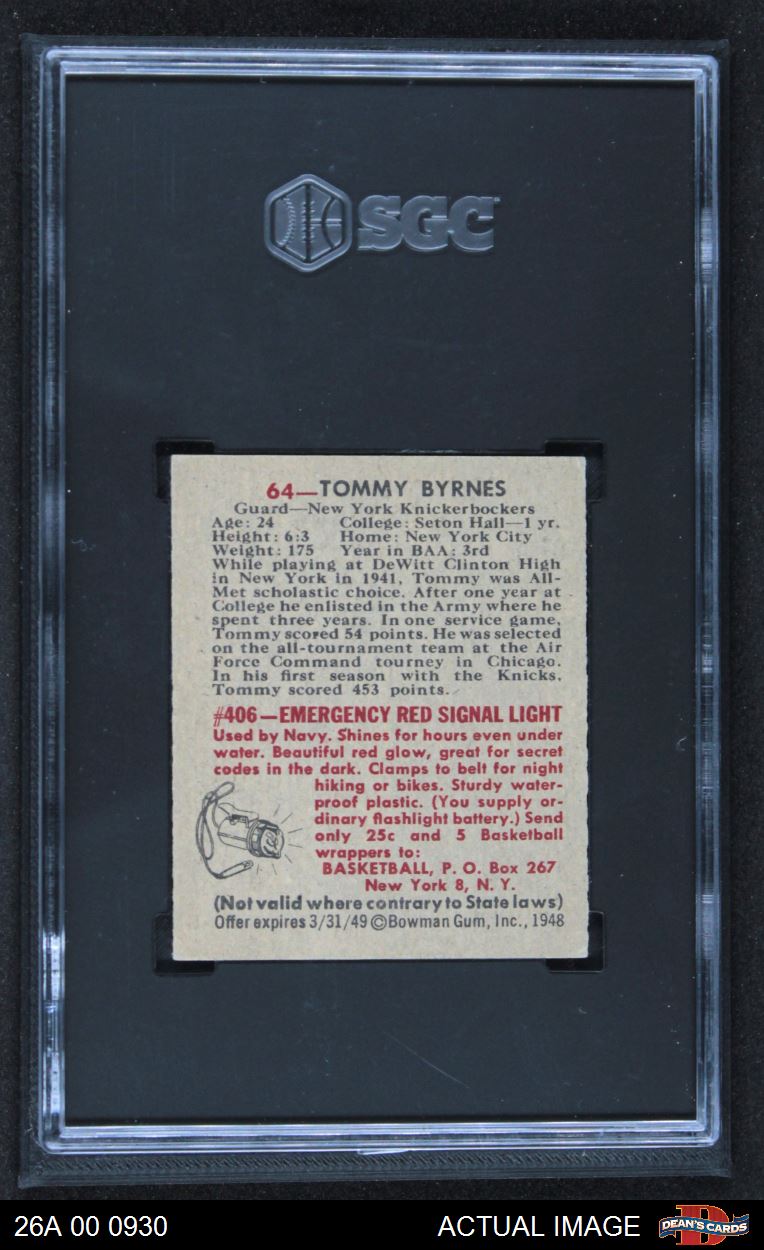 SGC
64—TOMMY BYRNES
Guard—New York Knickerbockers
Age: 24 College: Seton Hall—1 yr.
Height: 6:3 Home: New York City
Weight: 175 Year in BAA: 3rd
While playing at DeWitt Clinton High
in New York in 1941, Tommy was All-
Met scholastic choice. After one year at
College he enlisted in the Army where he
spent three years. In one service game,
Tommy scored 54 points. He was selected
on the all-tournament team at the Air
Force Command tourney in Chicago.
In his first season with the Knicks,
Tommy scored 453 points.
#406—EMERGENCY RED SIGNAL LIGHT
Used by Navy. Shines for hours even under
water. Beautiful red glow, great for secret
codes in the dark. Clamps to belt for night
hiking or bikes. Sturdy water-
proof plastic. (You supply or-
dinary flashlight battery.) Send
only 25c and 5 Basketball
wrappers to:
BASKETBALL, P. O. Box 267
New York 8, N. Y.
(Not valid where contrary to State laws)
Offer expires 3/31/49 ©Bowman Gum, Inc., 1948
26A 00 0930 ACTUAL IMAGE DEAN'S CARDS